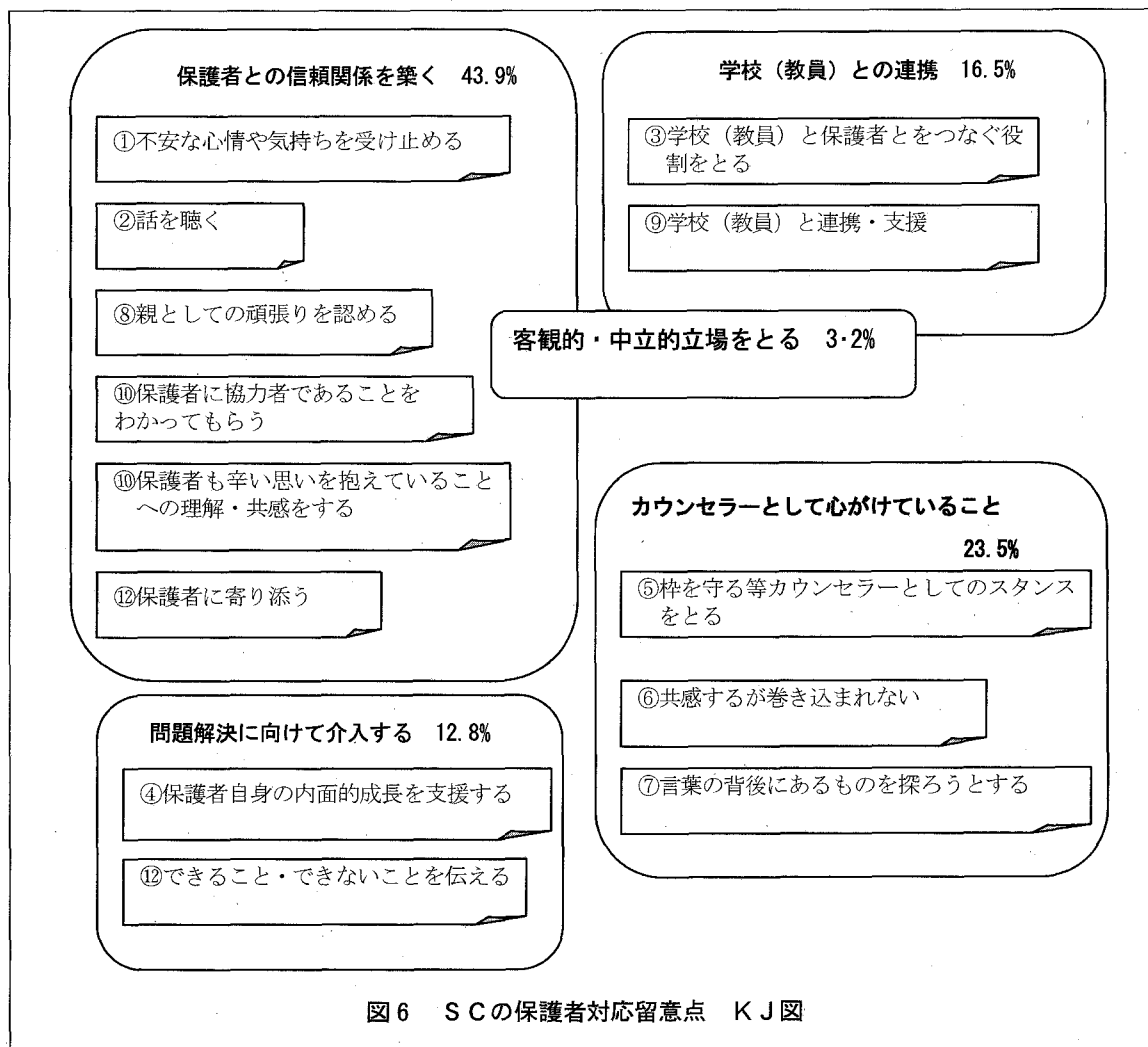 保護者との信頼関係を築く 43.9%
①不安な心情や気持ちを受け止める
②話を聴く
⑧親としての頑張りを認める
⑩保護者に協力者であることを
わかってもらう
⑩保護者も辛い思いを抱えていること
への理解・共感をする
⑫保護者に寄り添う
学校（教員）との連携 16.5%
③学校（教員）と保護者とをつなぐ役
割をとる
⑨学校（教員）と連携・支援
客観的・中立的立場をとる 3･2%
カウンセラーとして心がけていること
23.5%
⑤枠を守る等カウンセラーとしてのスタンス
をとる
⑥共感するが巻き込まれない
⑦言葉の背後にあるものを探ろうとする
問題解決に向けて介入する 12.8%
④保護者自身の内面的成長を支援する
⑫できること・できないことを伝える
図６ ＳＣの保護者対応留意点 ＫＪ図